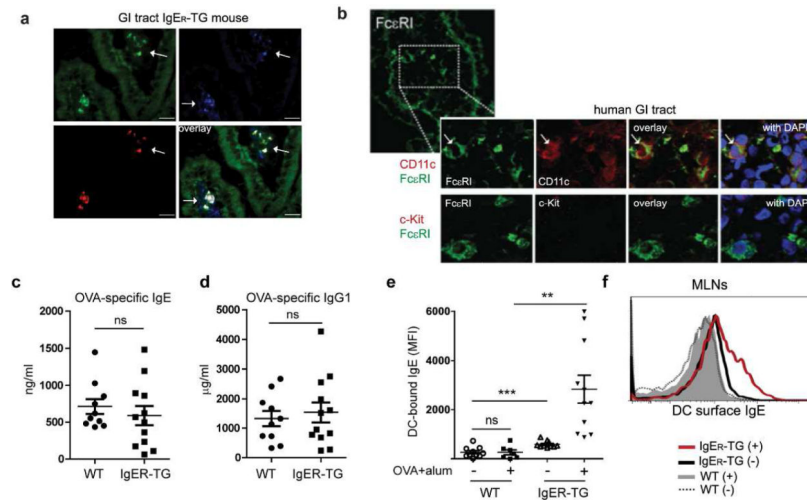 a
GI tract IgER-TG mouse
overlay
b
FcεRI
human GI tract
CD11c
FcεRI
FcεRI
CD11c
overlay
with DAPI
c-Kit
FcεRI
FcεRI
c-Kit
overlay
with DAPI
c
OVA-specific IgE
ns
ng/ml
2000
1500
1000
500
0
WT
IgER-TG
d
OVA-specific IgG1
ns
μg/ml
5000
4000
3000
2000
1000
0
WT
IgER-TG
e
DC-bound IgE (MFI)
6000
4000
2000
0
**
***
ns
OVA+alum
- + - +
WT
IgER-TG
f
MLNs
DC surface IgE
IgER-TG (+)
IgER-TG (-)
WT (+)
WT (-)